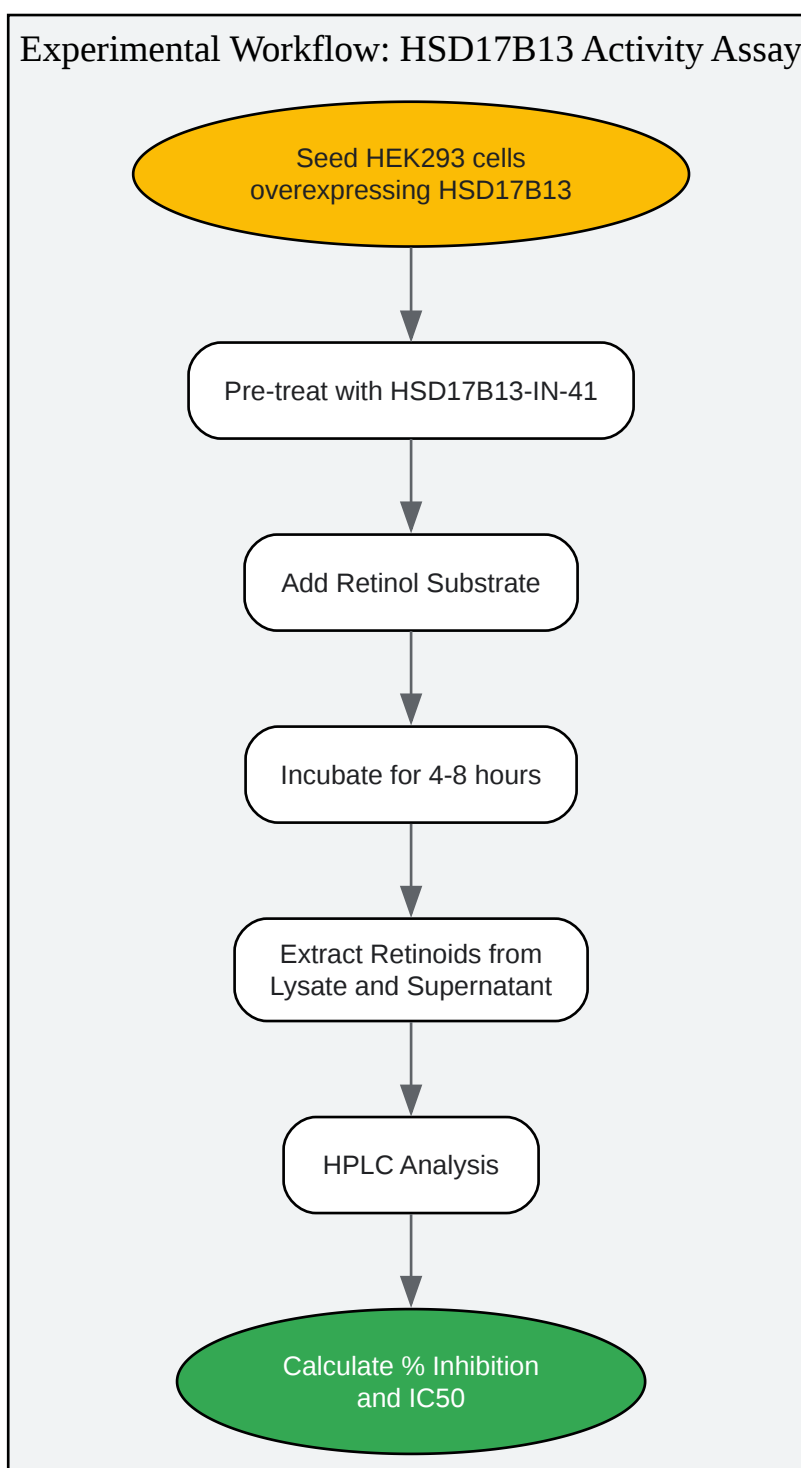 Experimental Workflow: HSD17B13 Activity Assay
Seed HEK293 cells
overexpressing HSD17B13
Pre-treat with HSD17B13-IN-41
Add Retinol Substrate
Incubate for 4-8 hours
Extract Retinoids from
Lysate and Supernatant
HPLC Analysis
Calculate % Inhibition
and IC50